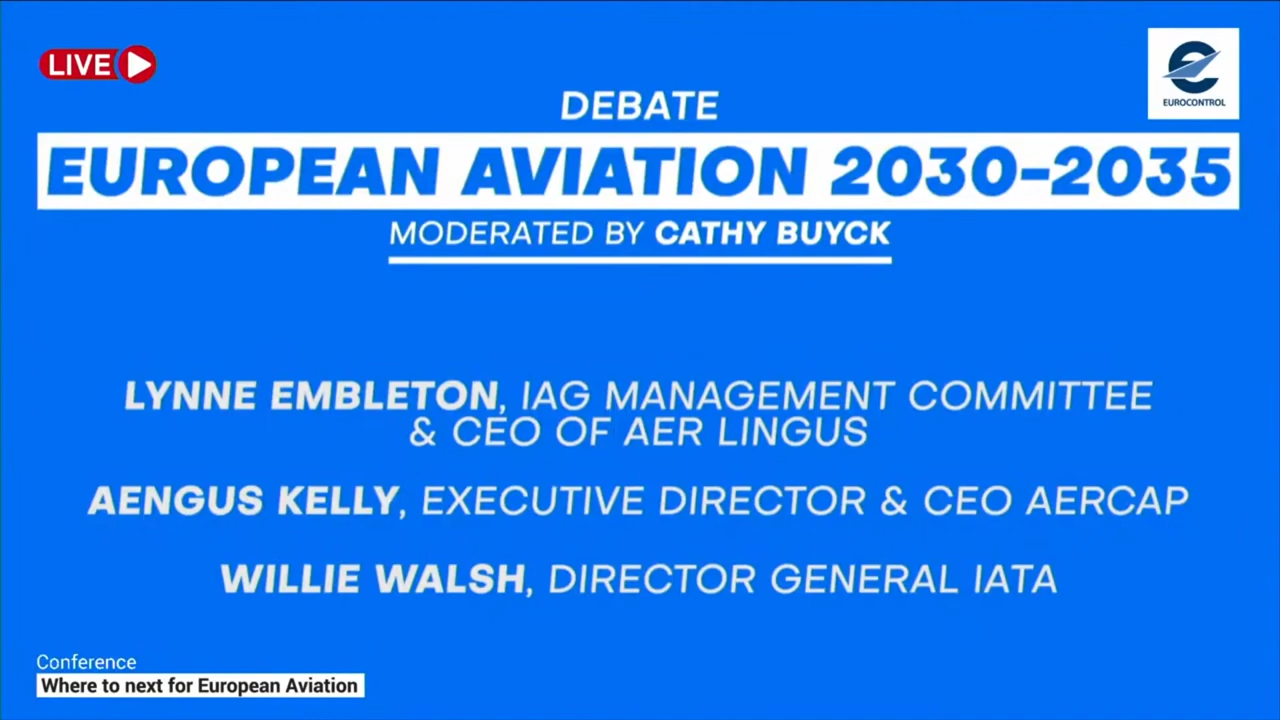 LIVE
EUROCONTROL
DEBATE
EUROPEAN AVIATION 2030-2035
MODERATED BY CATHY BUYCK
LYNNE EMBLETON, IAG MANAGEMENT COMMITTEE
& CEO OF AER LINGUS
AENGUS KELLY, EXECUTIVE DIRECTOR & CEO AERCAP
WILLIE WALSH, DIRECTOR GENERAL IATA
Conference
Where to next for European Aviation